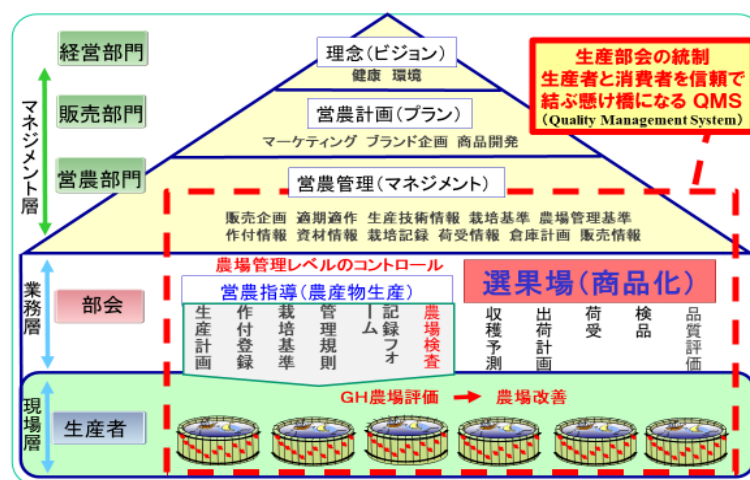 経営部門
理念(ビジョン)
健康 環境
生産部会の統制
生産者と消費者を信頼で
結ぶ懸け橋になる QMS
(Quality Management System)
マネジメント層
販売部門
営農計画(プラン)
マーケティング ブランド企画 商品開発
営農部門
営農管理(マネジメント)
販売企画 適期適作 生産技術情報 栽培基準 農場管理基準
作付情報 資材情報 栽培記録 荷受情報 倉庫計画 販売情報
業務層
部会
農場管理レベルのコントロール
営農指導(農産物生産)
選果場(商品化)
生産計画
作付登録
栽培基準
管理規則
記録フォーム
農場検査
収穫予測
出荷計画
荷受
検品
品質評価
現場層
生産者
GH農場評価
農場改善